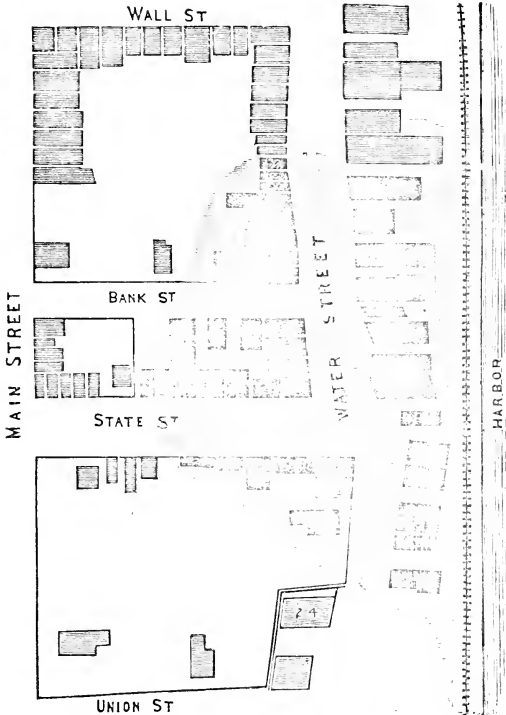 WALL ST
MAIN STREET
BANK ST
WATER STREET
STATE ST
HARBOR
24
UNION ST